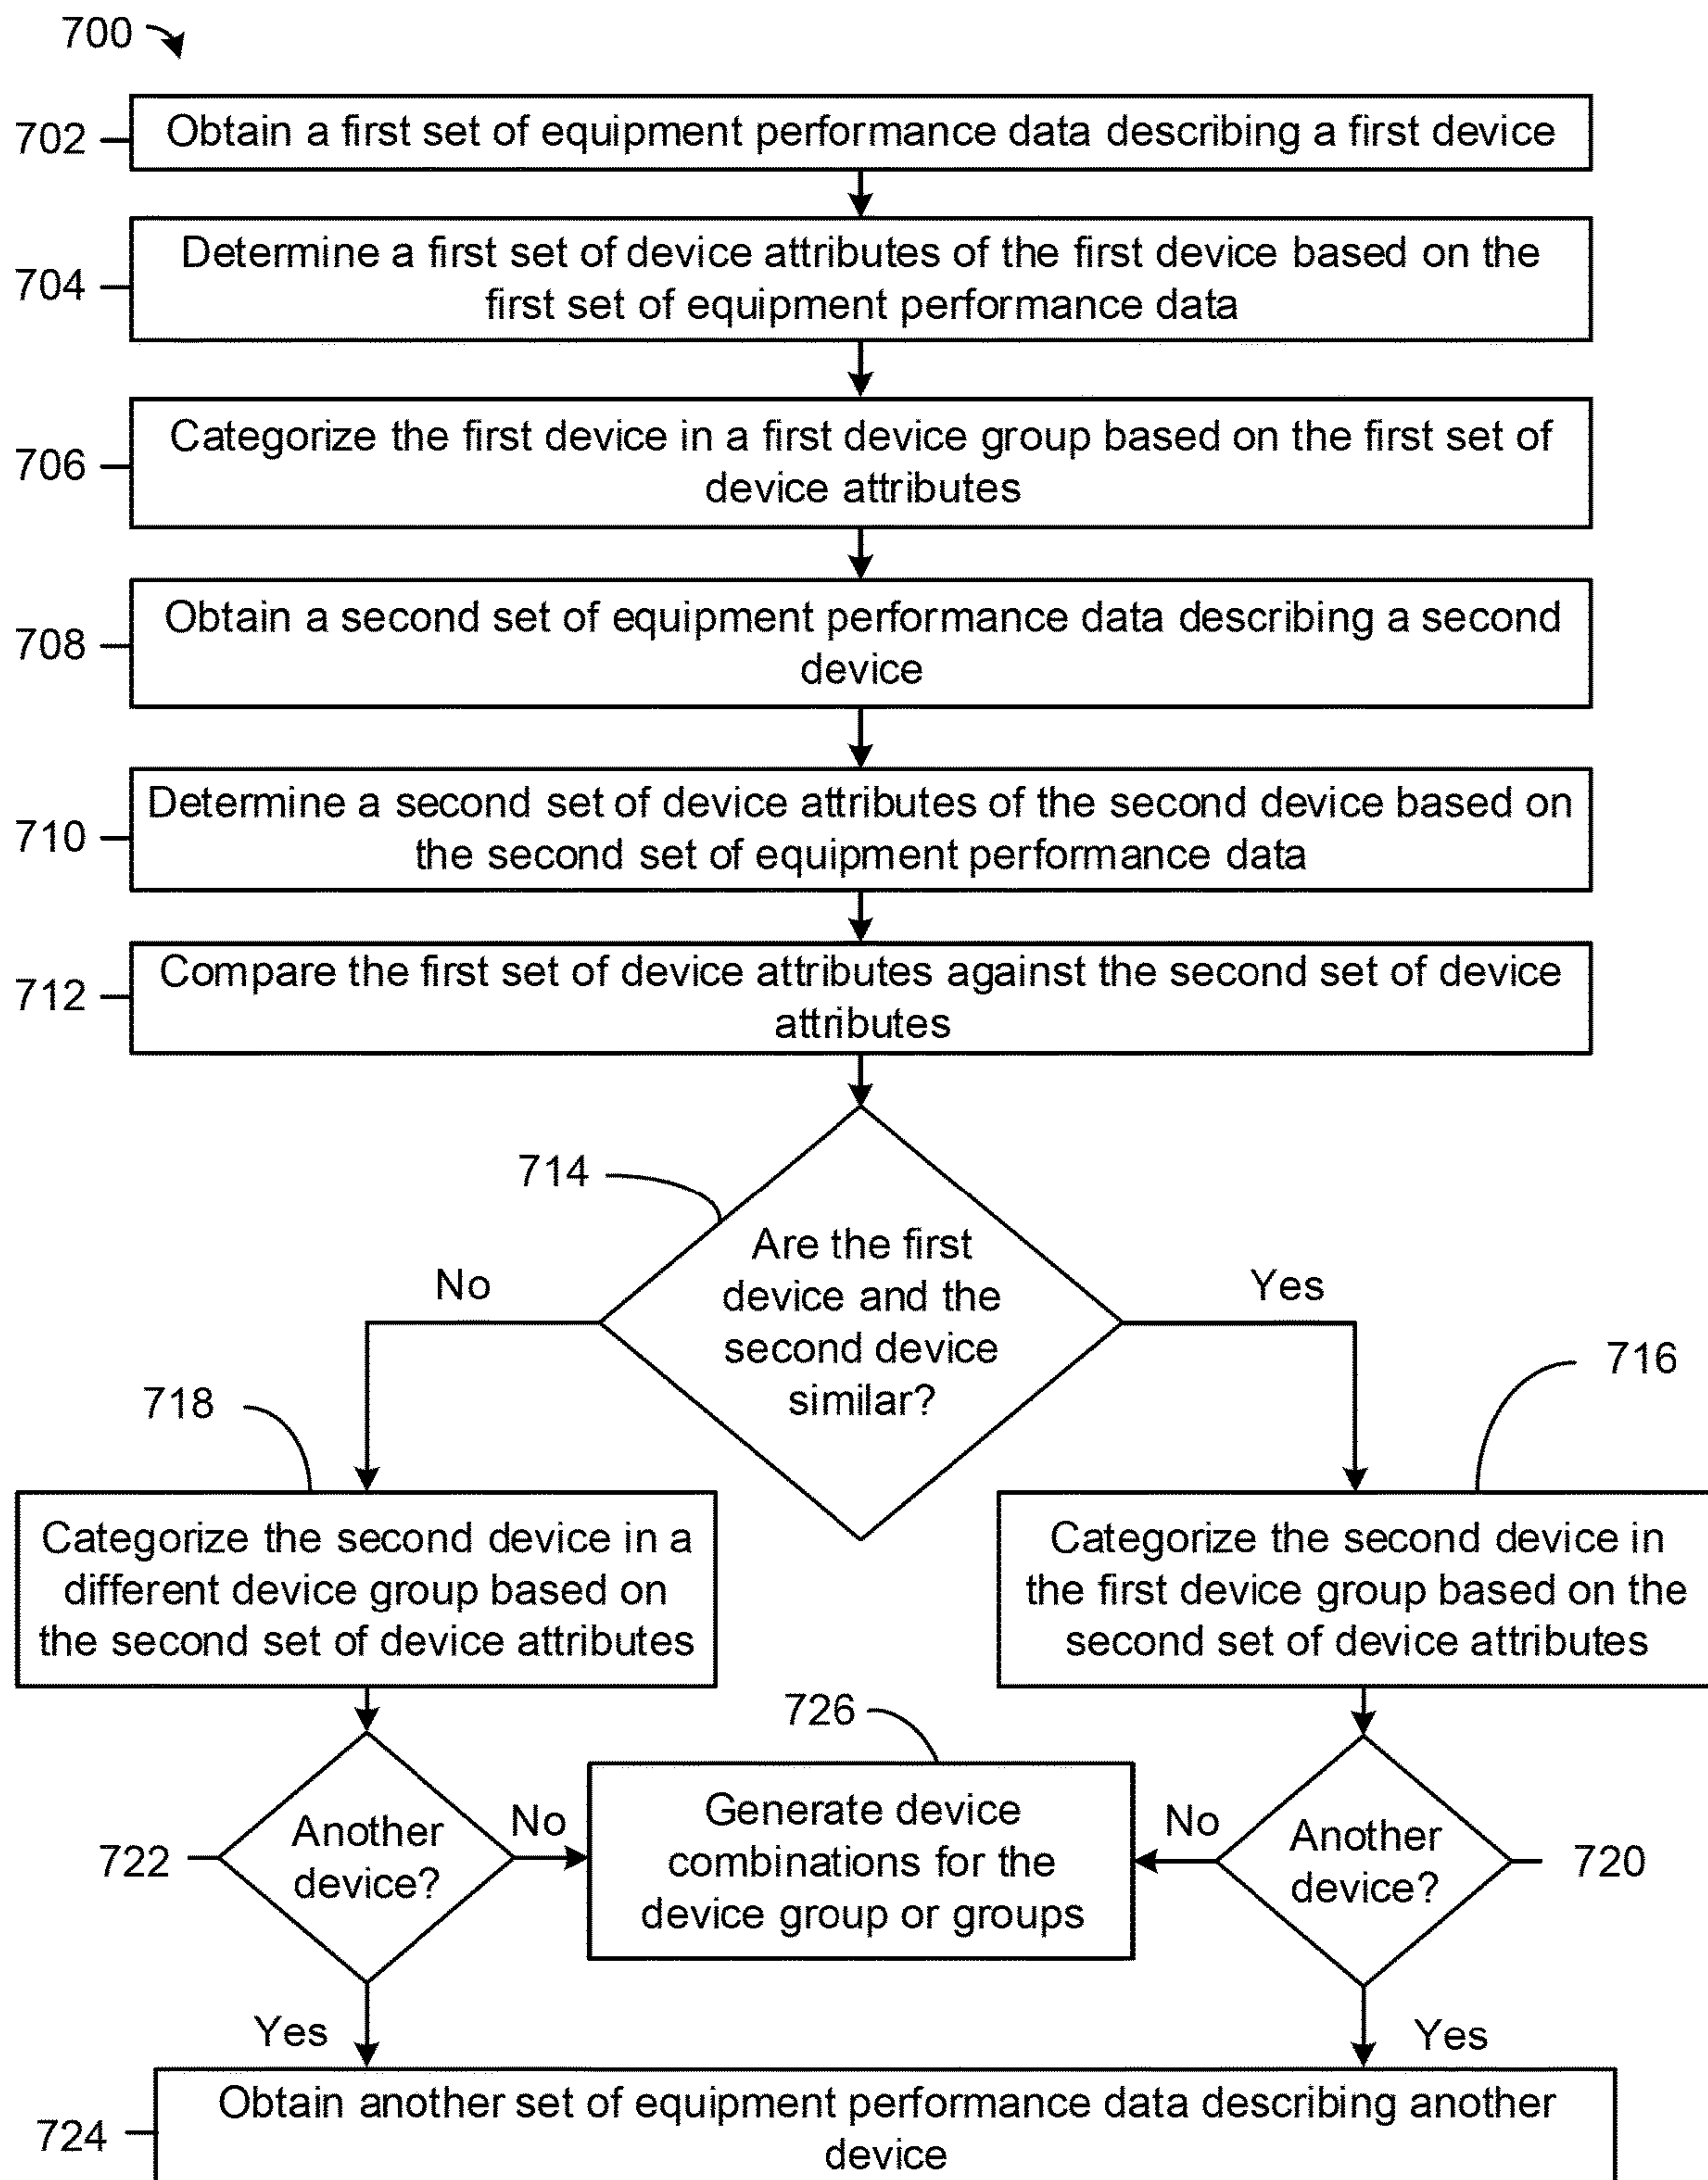 700
702
Obtain a first set of equipment performance data describing a first device
704
Determine a first set of device attributes of the first device based on the
first set of equipment performance data
706
Categorize the first device in a first device group based on the first set of
device attributes
708
Obtain a second set of equipment performance data describing a second
device
710
Determine a second set of device attributes of the second device based on
the second set of equipment performance data
712
Compare the first set of device attributes against the second set of device
attributes
714
Are the first
device and the
second device
similar?
No
Yes
718
Categorize the second device in a
different device group based on
the second set of device attributes
716
Categorize the second device in
the first device group based on the
second set of device attributes
722
Another
device?
No
726
Generate device
combinations for the
device group or groups
No
Another
device?
720
Yes
Yes
724
Obtain another set of equipment performance data describing another
device